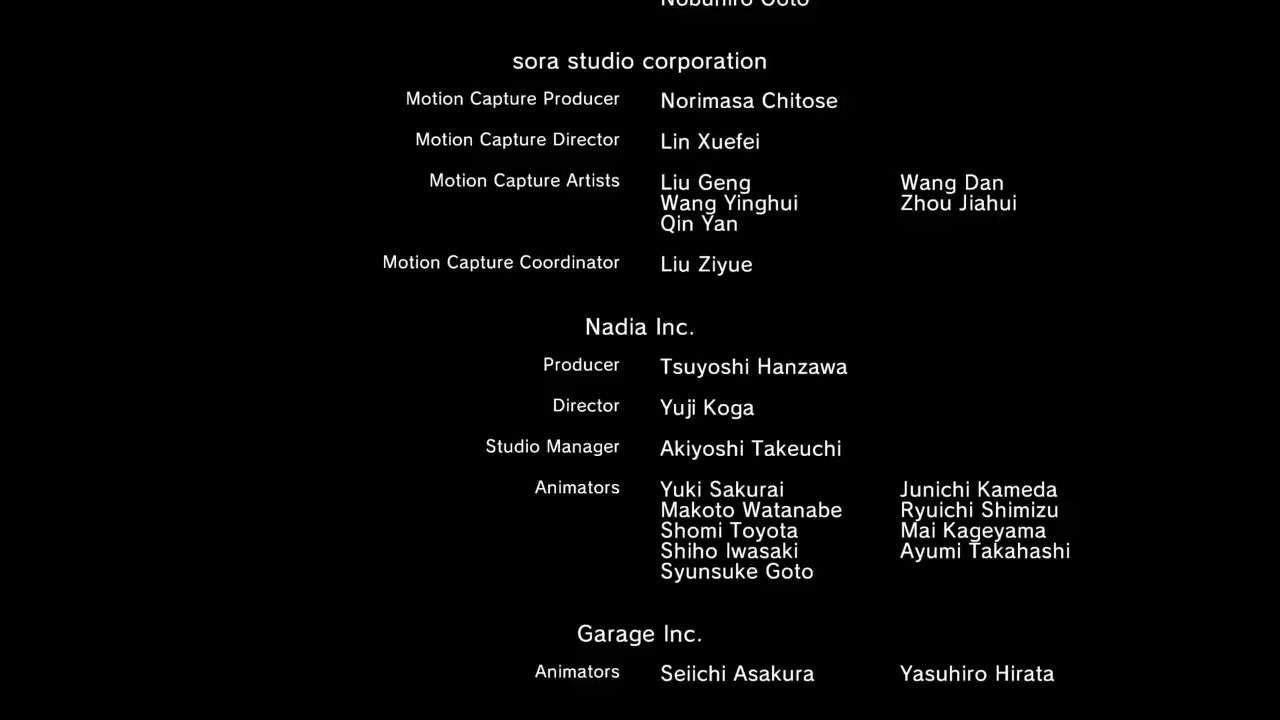 Nobuhiro Goto
sora studio corporation
Motion Capture Producer Norimasa Chitose
Motion Capture Director Lin Xuefei
Motion Capture Artists Liu Geng Wang Dan
Wang Yinghui Zhou Jiahui
Qin Yan
Motion Capture Coordinator Liu Ziyue
Nadia Inc.
Producer Tsuyoshi Hanzawa
Director Yuji Koga
Studio Manager Akiyoshi Takeuchi
Animators Yuki Sakurai Junichi Kameda
Makoto Watanabe Ryuichi Shimizu
Shomi Toyota Mai Kageyama
Shiho Iwasaki Ayumi Takahashi
Syunsuke Goto
Garage Inc.
Animators Seiichi Asakura Yasuhiro Hirata